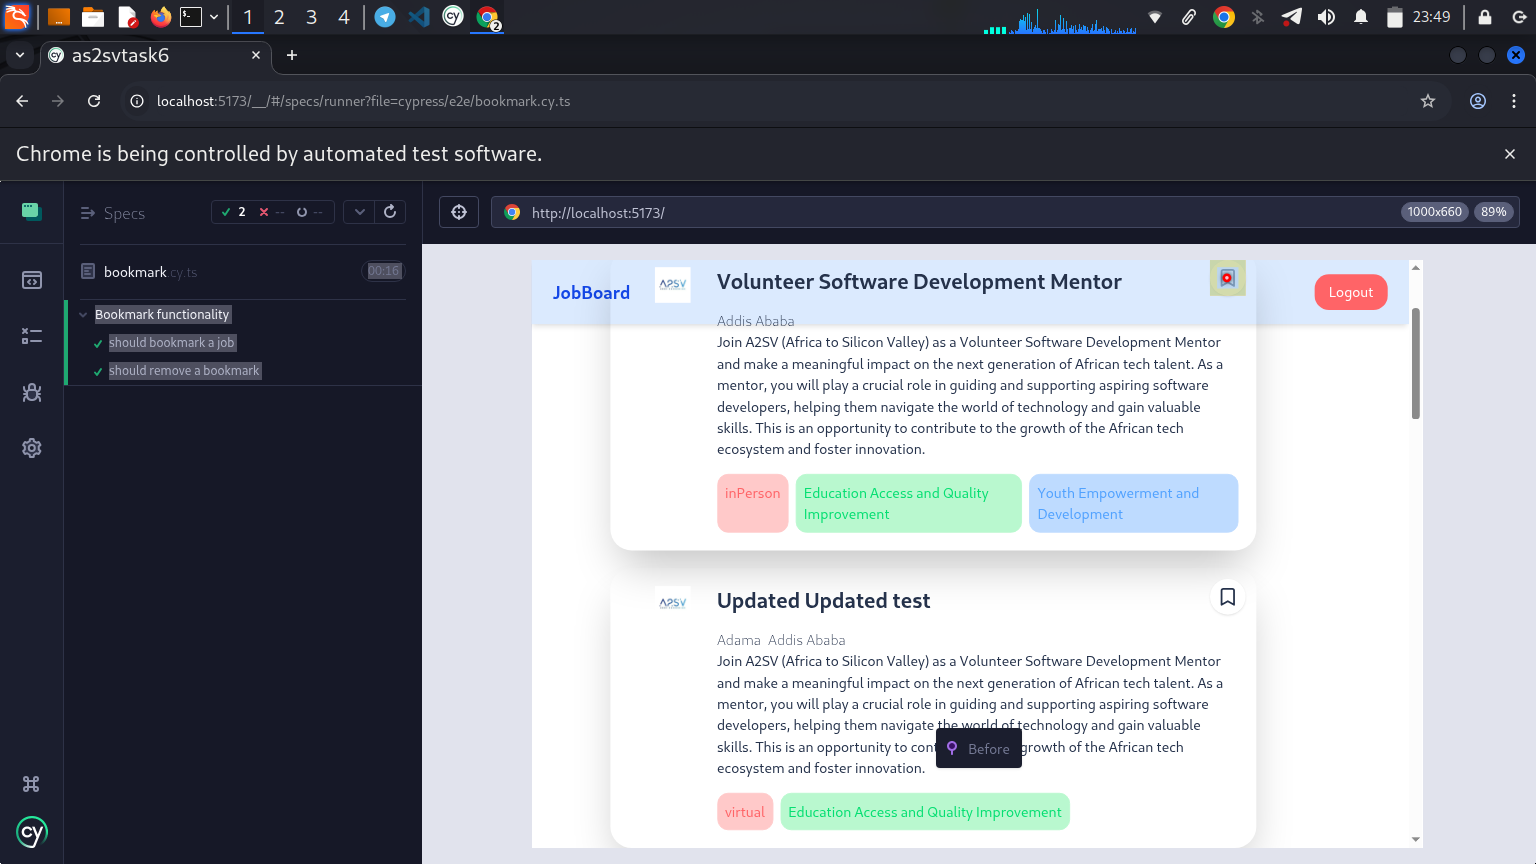 1 2 3 4 2 23:49
as2svtask6
localhost:5173/__/#/specs/runner?file=cypress/e2e/bookmark.cy.ts
Chrome is being controlled by automated test software.
Specs 2 -- --
http://localhost:5173/ 1000x660 89%
bookmark.cy.ts 00:16
Bookmark functionality
should bookmark a job
should remove a bookmark
cy
JobBoard
Logout
A2SV
Volunteer Software Development Mentor
Addis Ababa
Join A2SV (Africa to Silicon Valley) as a Volunteer Software Development Mentor
and make a meaningful impact on the next generation of African tech talent. As a
mentor, you will play a crucial role in guiding and supporting aspiring software
developers, helping them navigate the world of technology and gain valuable
skills. This is an opportunity to contribute to the growth of the African tech
ecosystem and foster innovation.
inPerson
Education Access and Quality
Improvement
Youth Empowerment and
Development
A2SV
Updated Updated test
Adama Addis Ababa
Join A2SV (Africa to Silicon Valley) as a Volunteer Software Development Mentor
and make a meaningful impact on the next generation of African tech talent. As a
mentor, you will play a crucial role in guiding and supporting aspiring software
developers, helping them navigate the world of technology and gain valuable
skills. This is an opportunity to cont growth of the African tech
ecosystem and foster innovation.
Before
virtual
Education Access and Quality Improvement